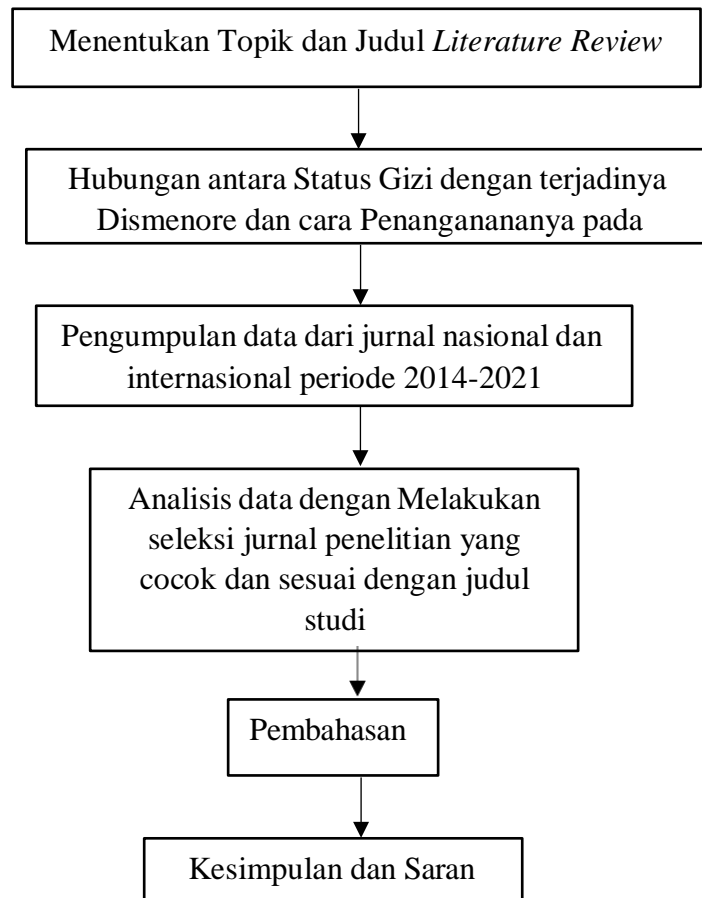 Menentukan Topik dan Judul Literature Review
Hubungan antara Status Gizi dengan terjadinya
Dismenore dan cara Penanganananya pada
Pengumpulan data dari jurnal nasional dan
internasional periode 2014-2021
Analisis data dengan Melakukan
seleksi jurnal penelitian yang
cocok dan sesuai dengan judul
studi
Pembahasan
Kesimpulan dan Saran